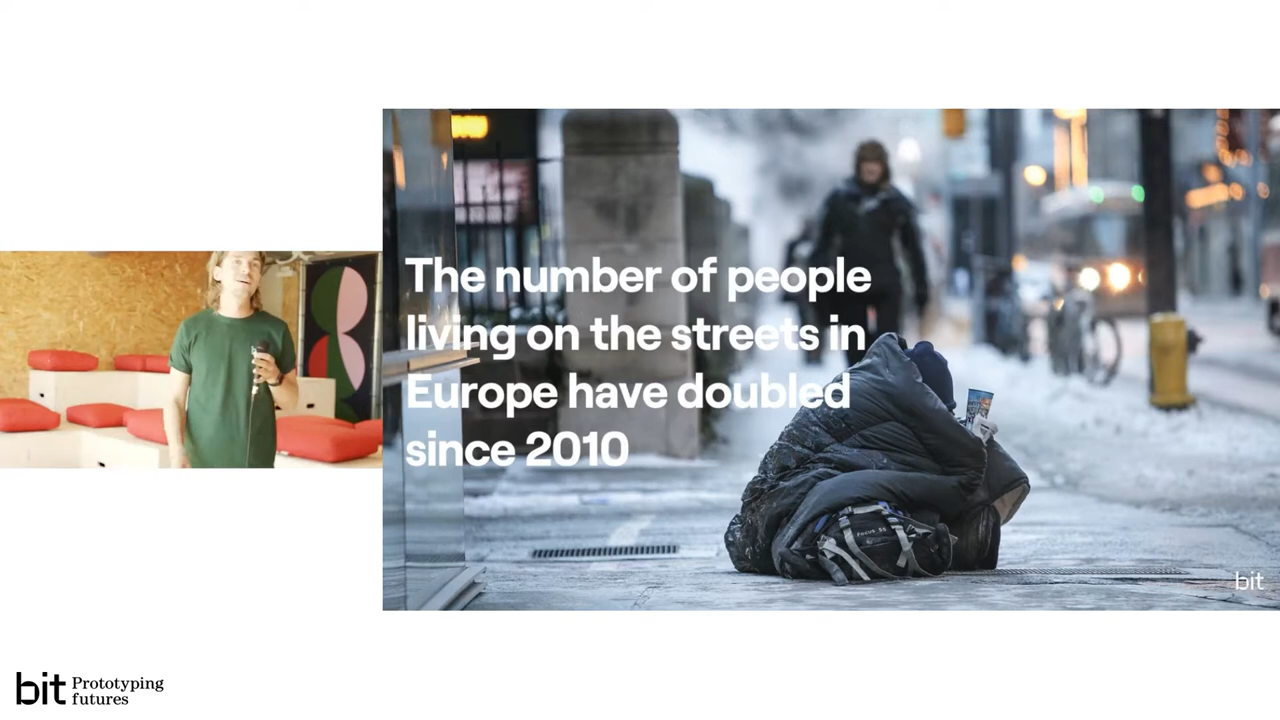 The number of people
living on the streets in
Europe have doubled
since 2010
bit
bit Prototyping
futures